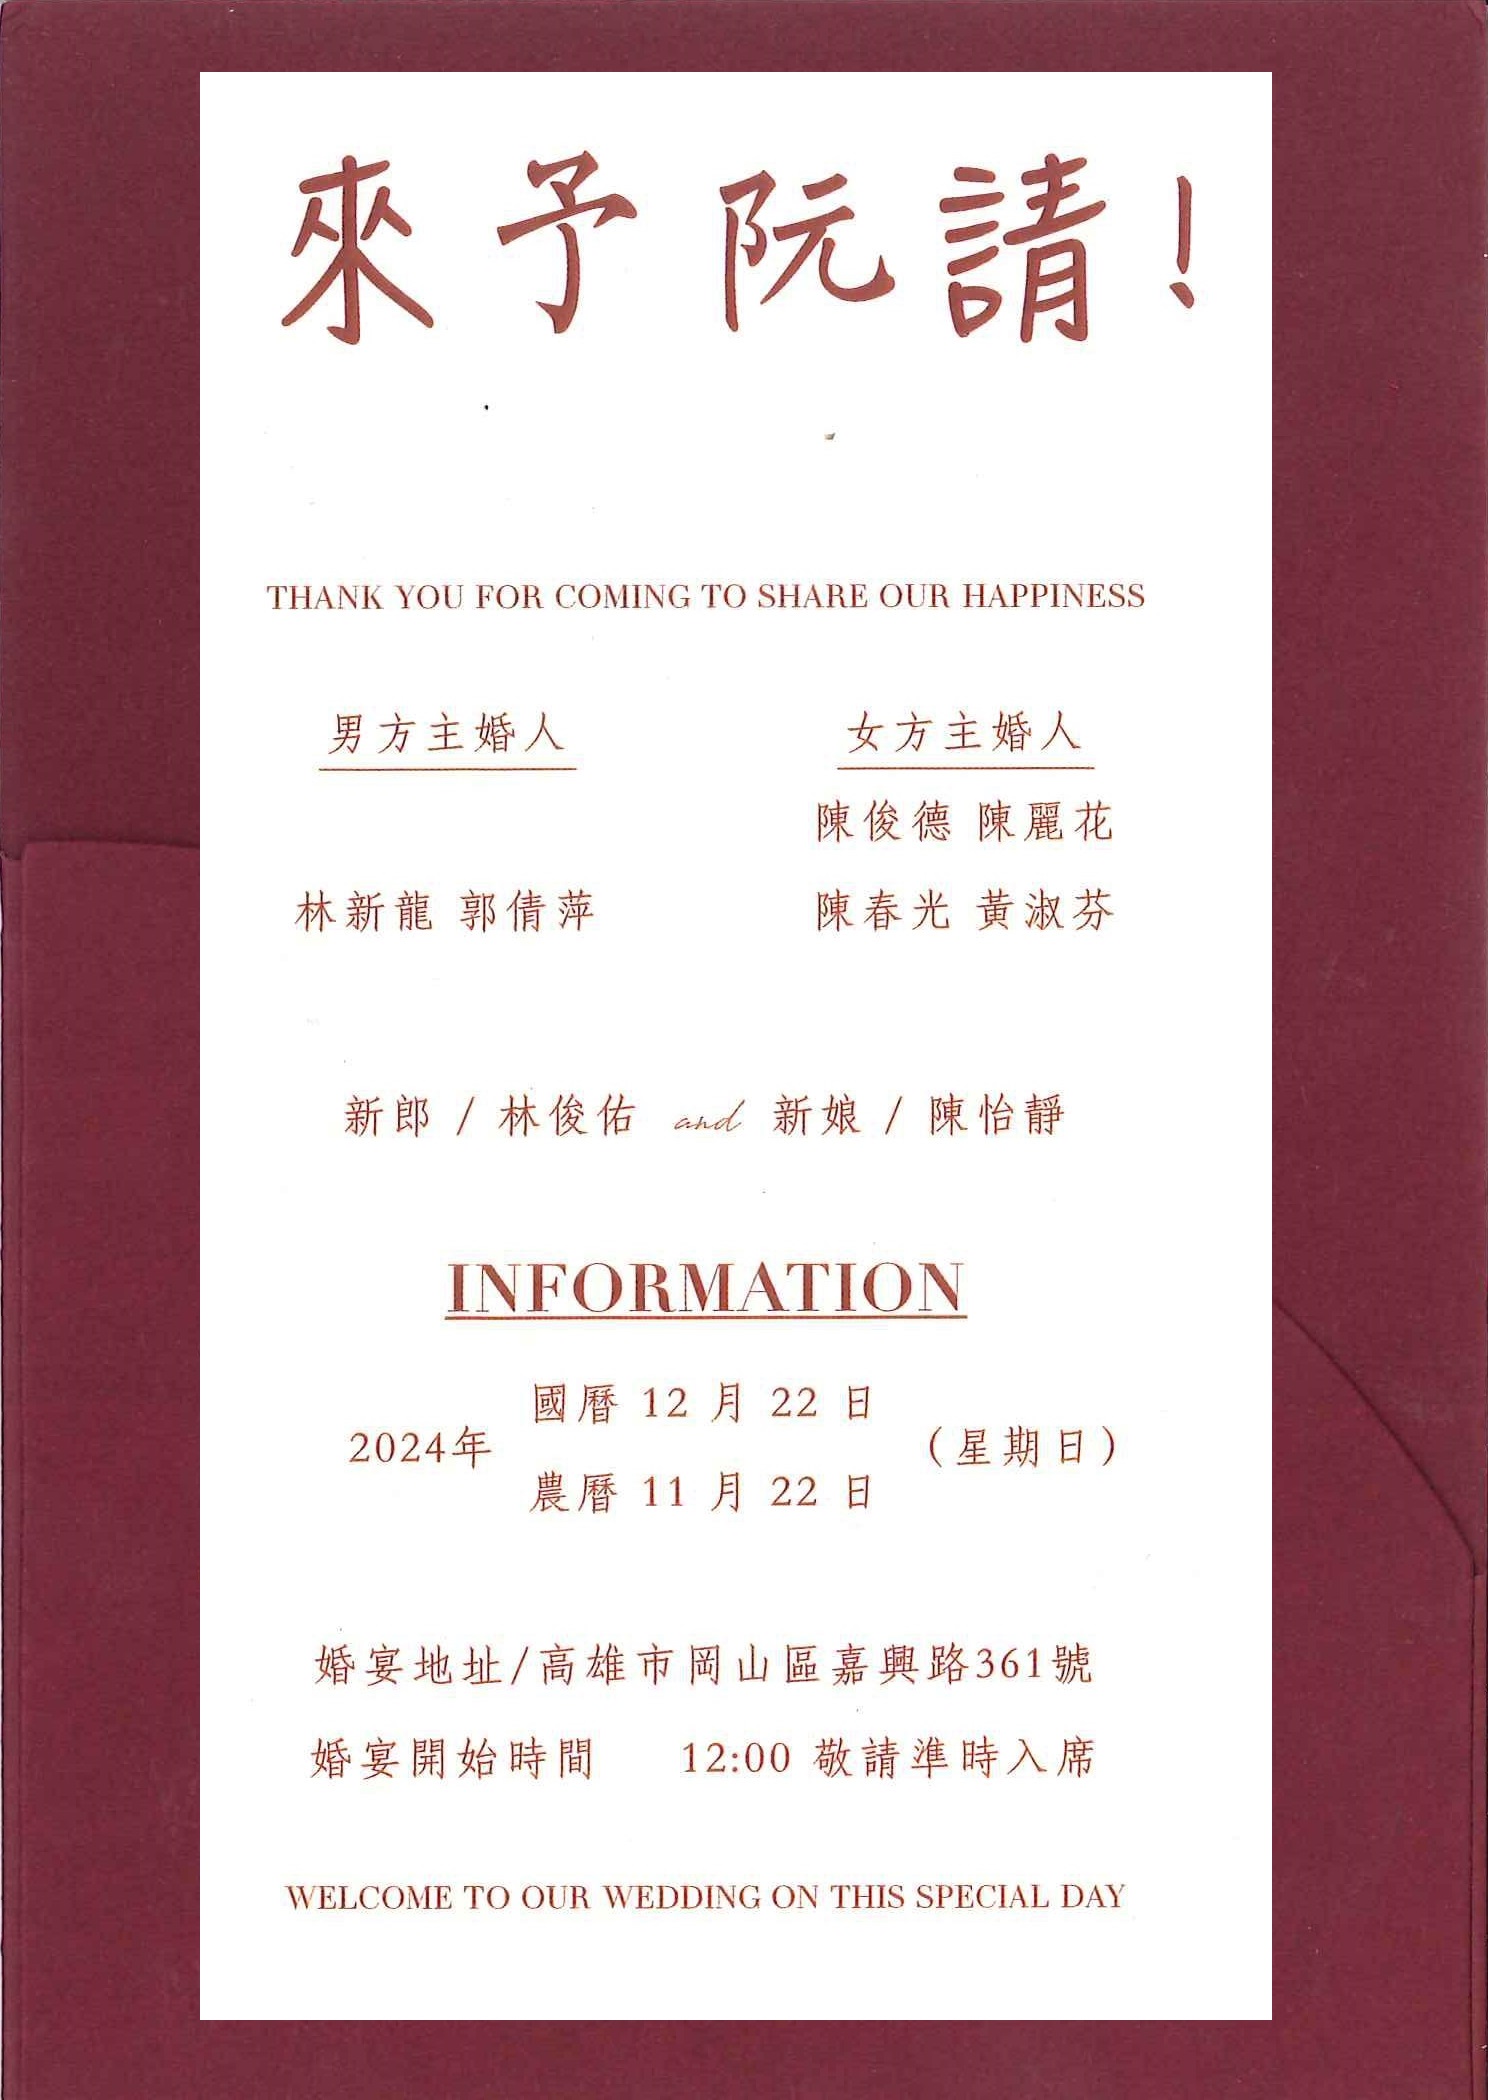 來予阮請！
THANK YOU FOR COMING TO SHARE OUR HAPPINESS
男方主婚人 女方主婚人
陳俊德 陳麗花
林新龍 郭倩萍 陳春光 黃淑芬
新郎 / 林俊佑 and 新娘 / 陳怡靜
INFORMATION
國曆 12 月 22 日
2024年 （星期日）
農曆 11 月 22 日
婚宴地址/高雄市岡山區嘉興路361號
婚宴開始時間 12:00 敬請準時入席
WELCOME TO OUR WEDDING ON THIS SPECIAL DAY